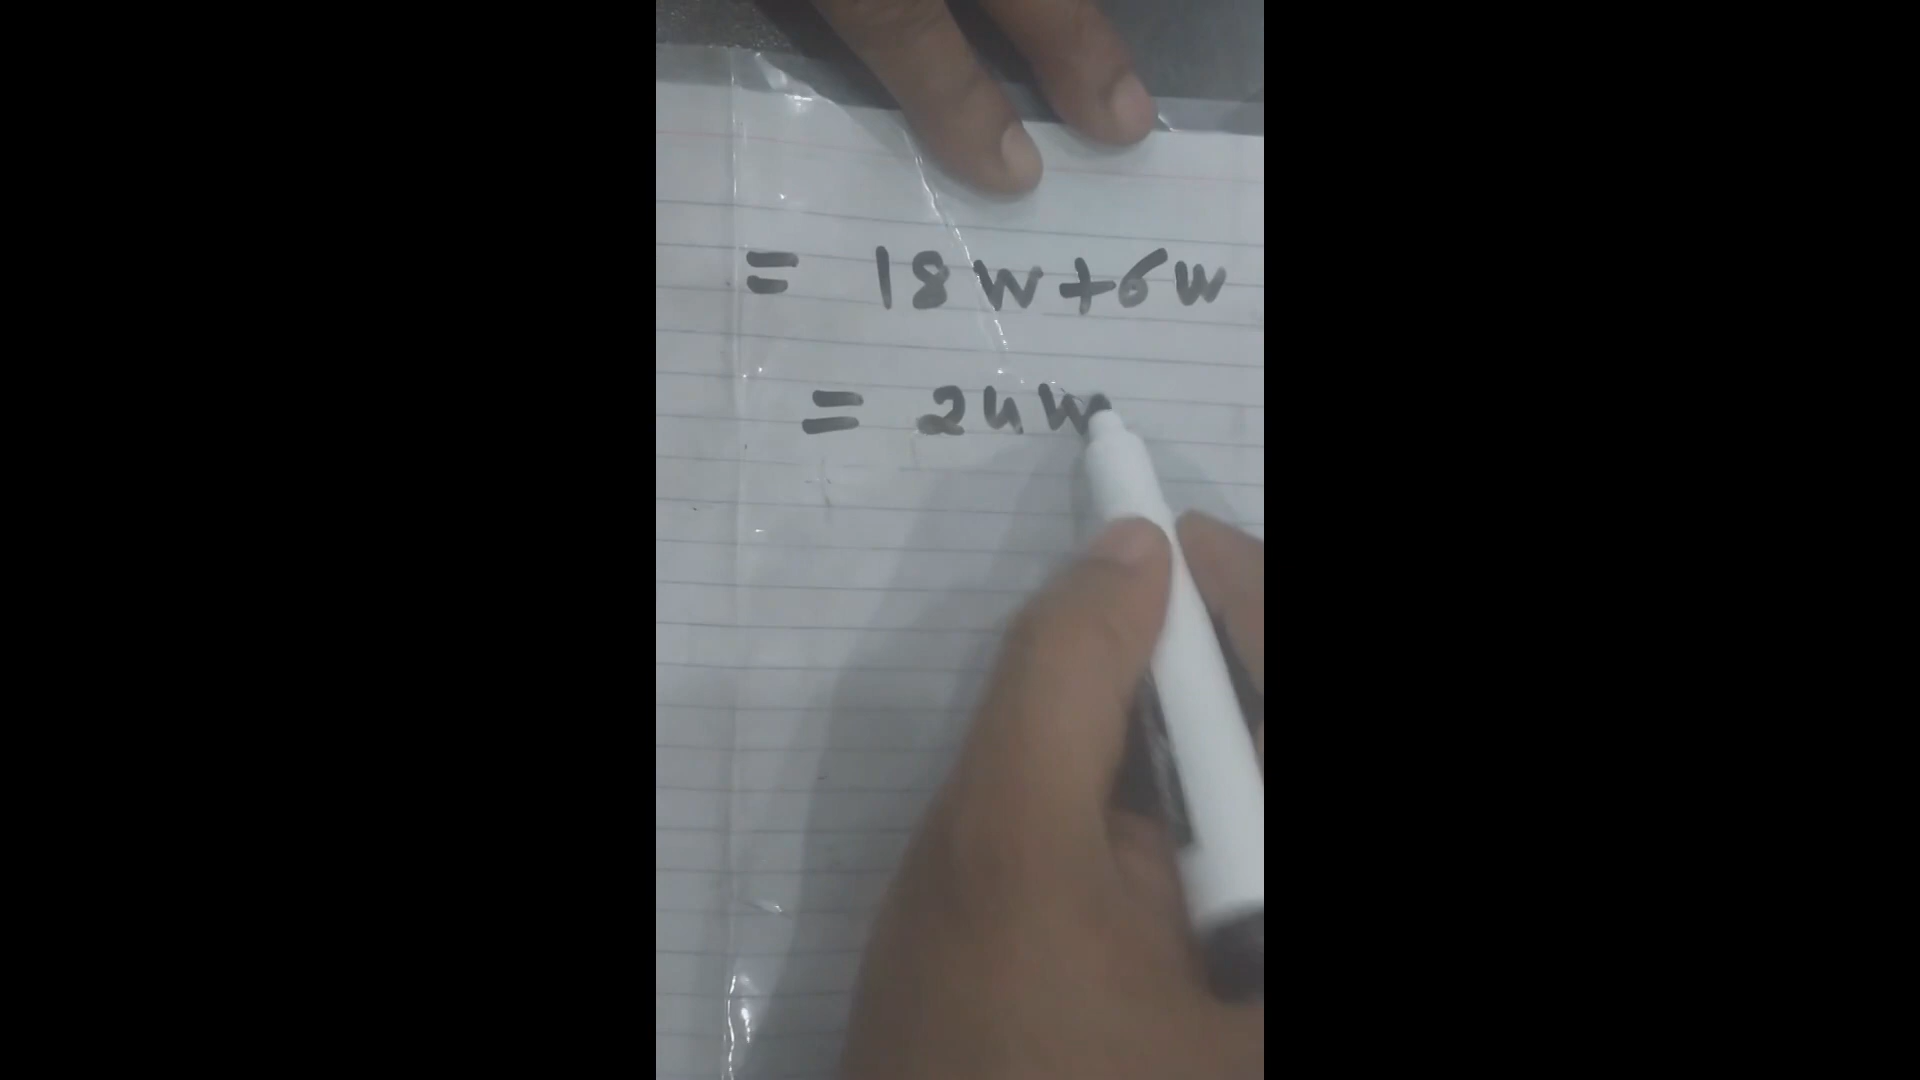 = 18w+6w
= 24w